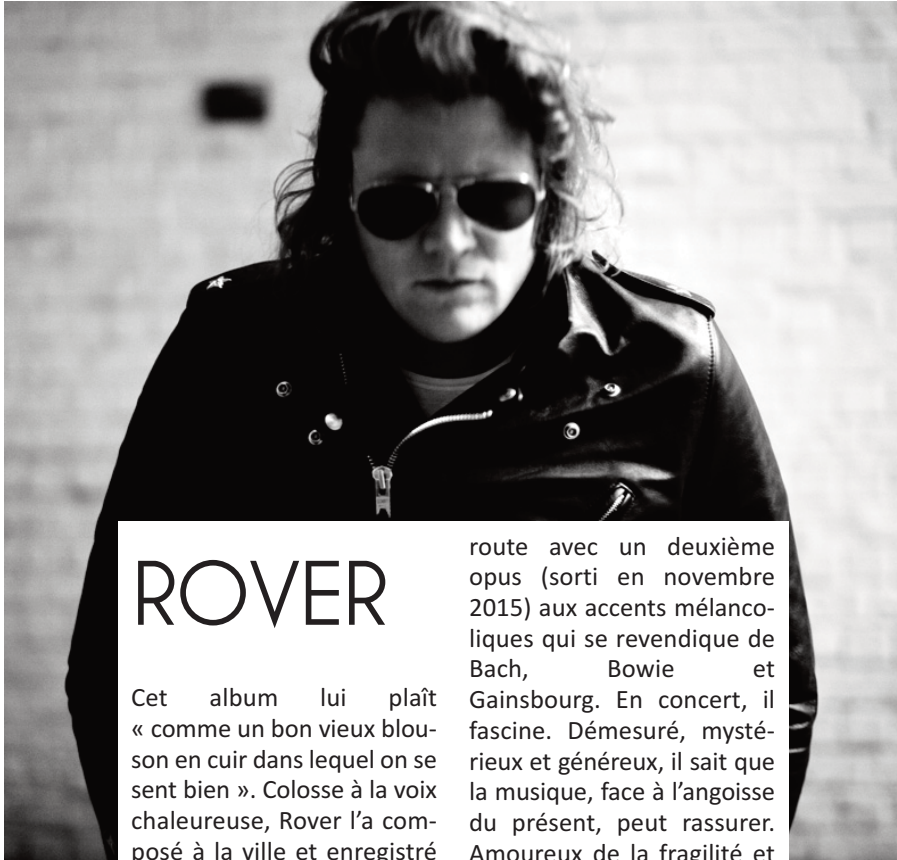 ROVER
Cet album lui plaît
« comme un bon vieux blou-
son en cuir dans lequel on se
sent bien ». Colosse à la voix
chaleureuse, Rover l’a com-
posé à la ville et enregistré
route avec un deuxième
opus (sorti en novembre
2015) aux accents mélanco-
liques qui se revendique de
Bach, Bowie et
Gainsbourg. En concert, il
fascine. Démesuré, mysté-
rieux et généreux, il sait que
la musique, face à l’angoisse
du présent, peut rassurer.
Amoureux de la fragilité et